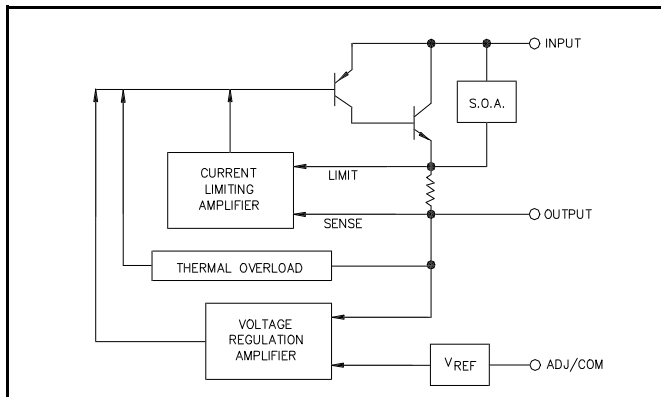 INPUT
S.O.A.
CURRENT
LIMITING
AMPLIFIER
LIMIT
SENSE
OUTPUT
THERMAL OVERLOAD
VOLTAGE
REGULATION
AMPLIFIER
VREF
ADJ/COM